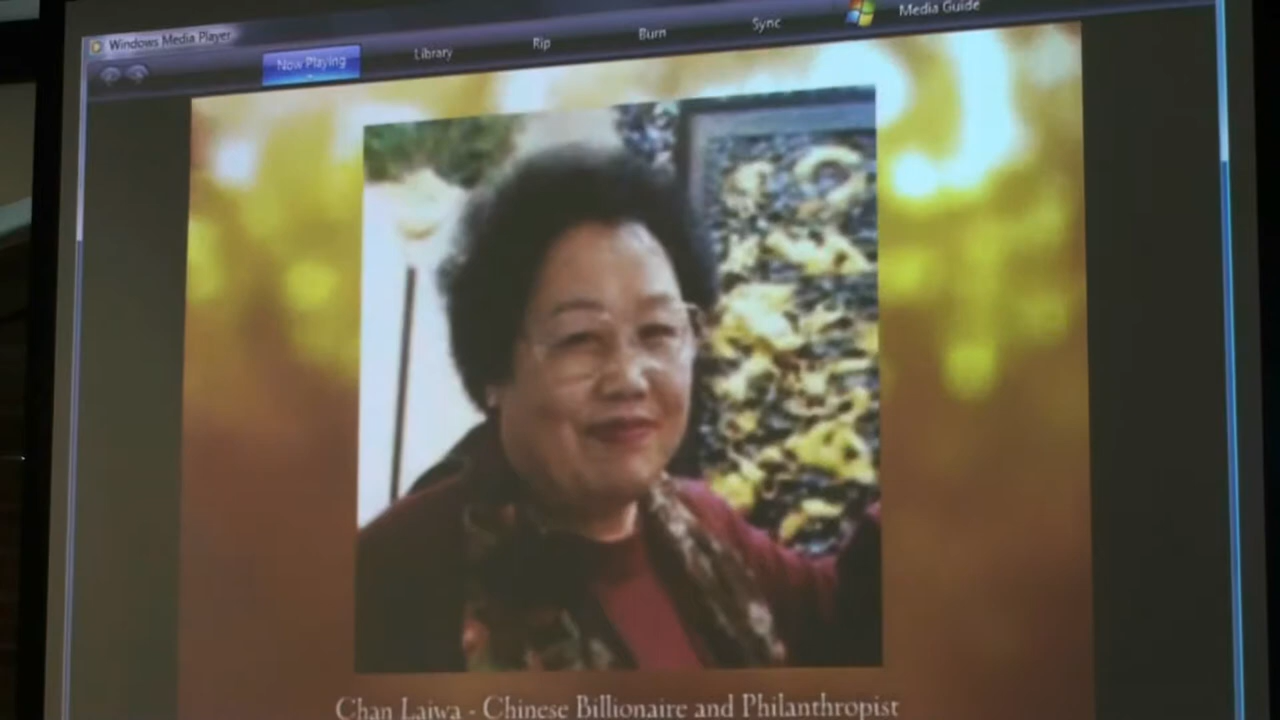 Windows Media Player
Now Playing Library Rip Burn Sync Media Guide
Chan Laiwa - Chinese Billionaire and Philanthropist